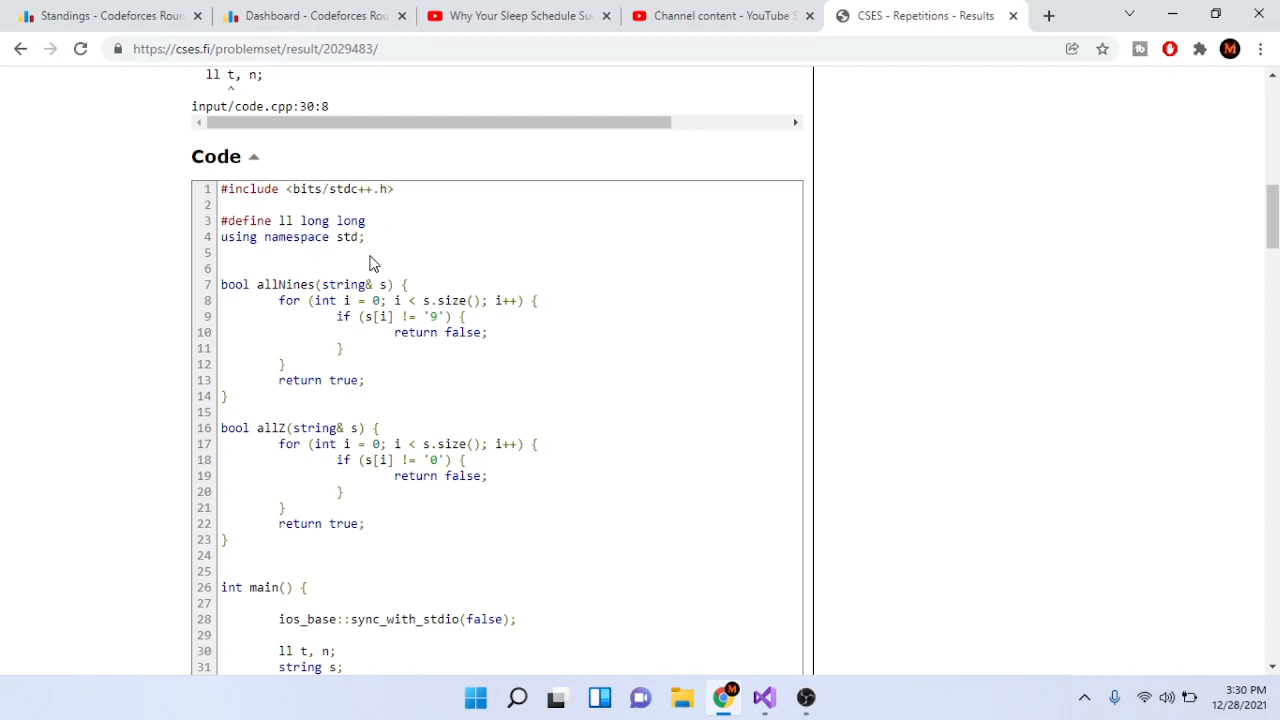 Standings - Codeforces Roun
Dashboard - Codeforces Rou
Why Your Sleep Schedule Su
Channel content - YouTube S
CSES - Repetitions - Results
https://cses.fi/problemset/result/2029483/
M
ll t, n;
^
input/code.cpp:30:8
Code
1 #include <bits/stdc++.h>
2
3 #define ll long long
4 using namespace std;
5
6
7 bool allNines(string& s) {
8 for (int i = 0; i < s.size(); i++) {
9 if (s[i] != '9') {
10 return false;
11 }
12 }
13 return true;
14 }
15
16 bool allZ(string& s) {
17 for (int i = 0; i < s.size(); i++) {
18 if (s[i] != '0') {
19 return false;
20 }
21 }
22 return true;
23 }
24
25
26 int main() {
27
28 ios_base::sync_with_stdio(false);
29
30 ll t, n;
31 string s;
M
3:30 PM
12/28/2021